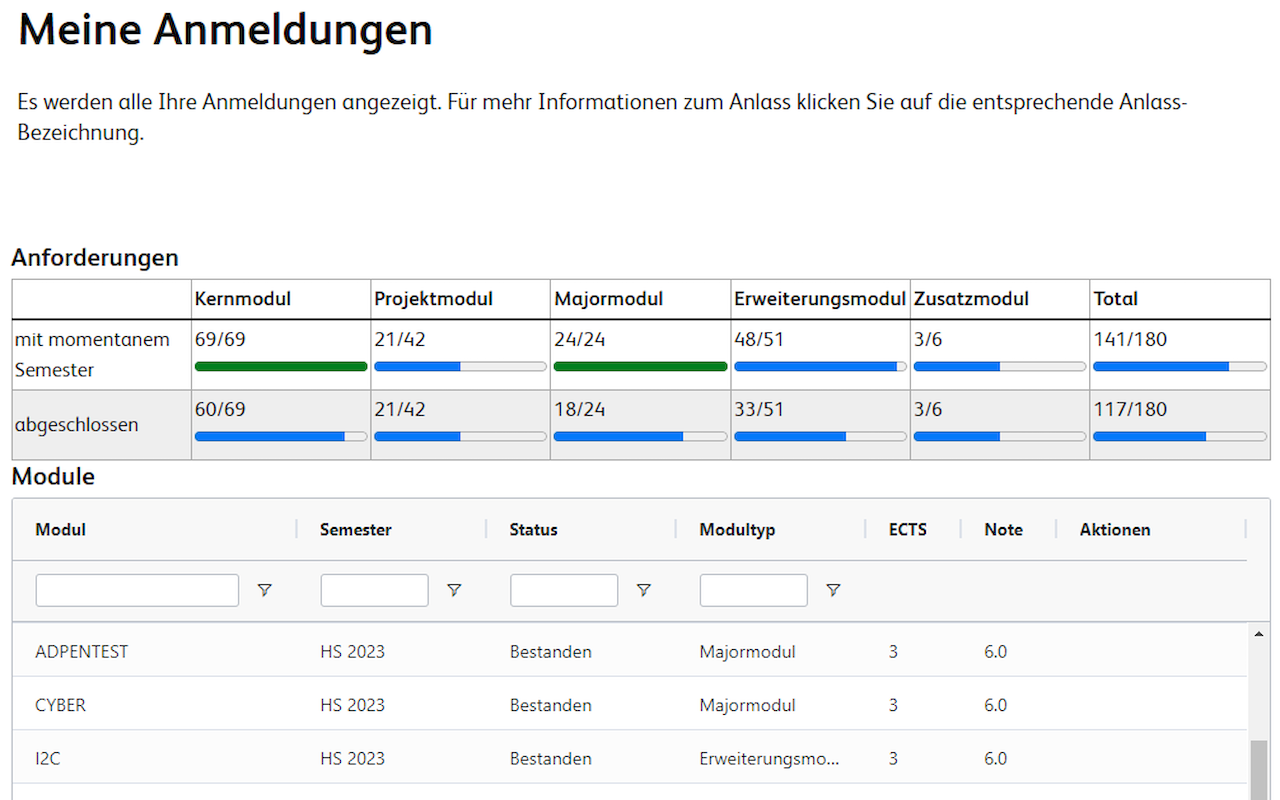 Meine Anmeldungen
Es werden alle Ihre Anmeldungen angezeigt. Für mehr Informationen zum Anlass klicken Sie auf die entsprechende Anlass-
Bezeichnung.
Anforderungen
Kernmodul Projektmodul Majormodul Erweiterungsmodul Zusatzmodul Total
mit momentanem Semester 69/69 21/42 24/24 48/51 3/6 141/180
abgeschlossen 60/69 21/42 18/24 33/51 3/6 117/180
Module
Modul Semester Status Modultyp ECTS Note Aktionen
ADPENTEST HS 2023 Bestanden Majormodul 3 6.0
CYBER HS 2023 Bestanden Majormodul 3 6.0
I2C HS 2023 Bestanden Erweiterungsmo... 3 6.0